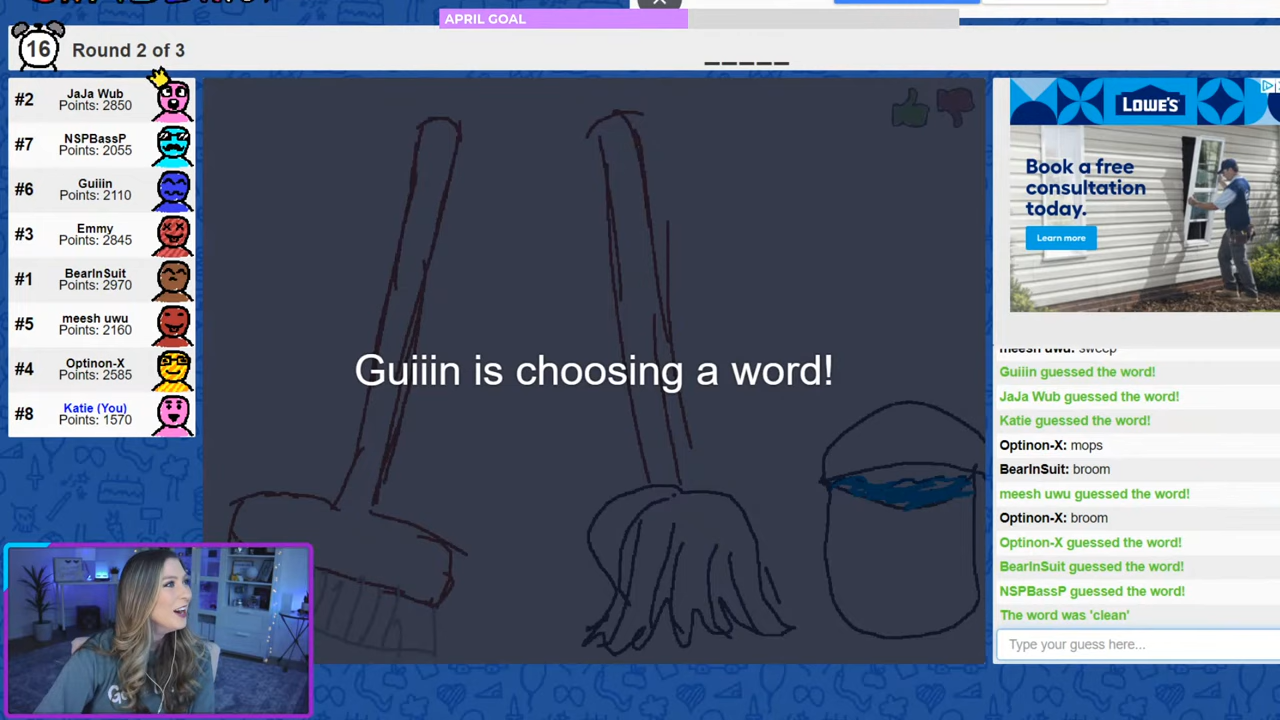 APRIL GOAL
16
Round 2 of 3
_____
#2
JaJa Wub
Points: 2850
#7
NSPBassP
Points: 2055
#6
Guiiin
Points: 2110
#3
Emmy
Points: 2845
#1
BearInSuit
Points: 2970
#5
meesh uwu
Points: 2160
#4
Optinon-X
Points: 2585
#8
Katie (You)
Points: 1570
Guiiin is choosing a word!
LOWE'S
Book a free
consultation
today.
Learn more
meesh uwu: sweep
Guiiin guessed the word!
JaJa Wub guessed the word!
Katie guessed the word!
Optinon-X: mops
BearInSuit: broom
meesh uwu guessed the word!
Optinon-X: broom
Optinon-X guessed the word!
BearInSuit guessed the word!
NSPBassP guessed the word!
The word was 'clean'
Type your guess here...